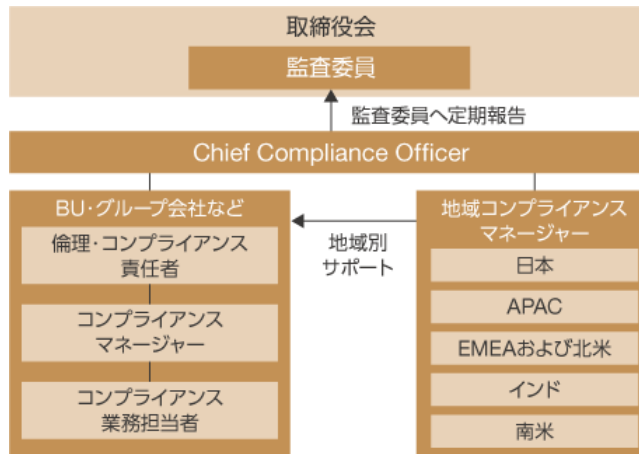 取締役会
監査委員
監査委員へ定期報告
Chief Compliance Officer
BU・グループ会社など
倫理・コンプライアンス
責任者
コンプライアンス
マネージャー
コンプライアンス
業務担当者
地域別
サポート
地域コンプライアンス
マネージャー
日本
APAC
EMEAおよび北米
インド
南米